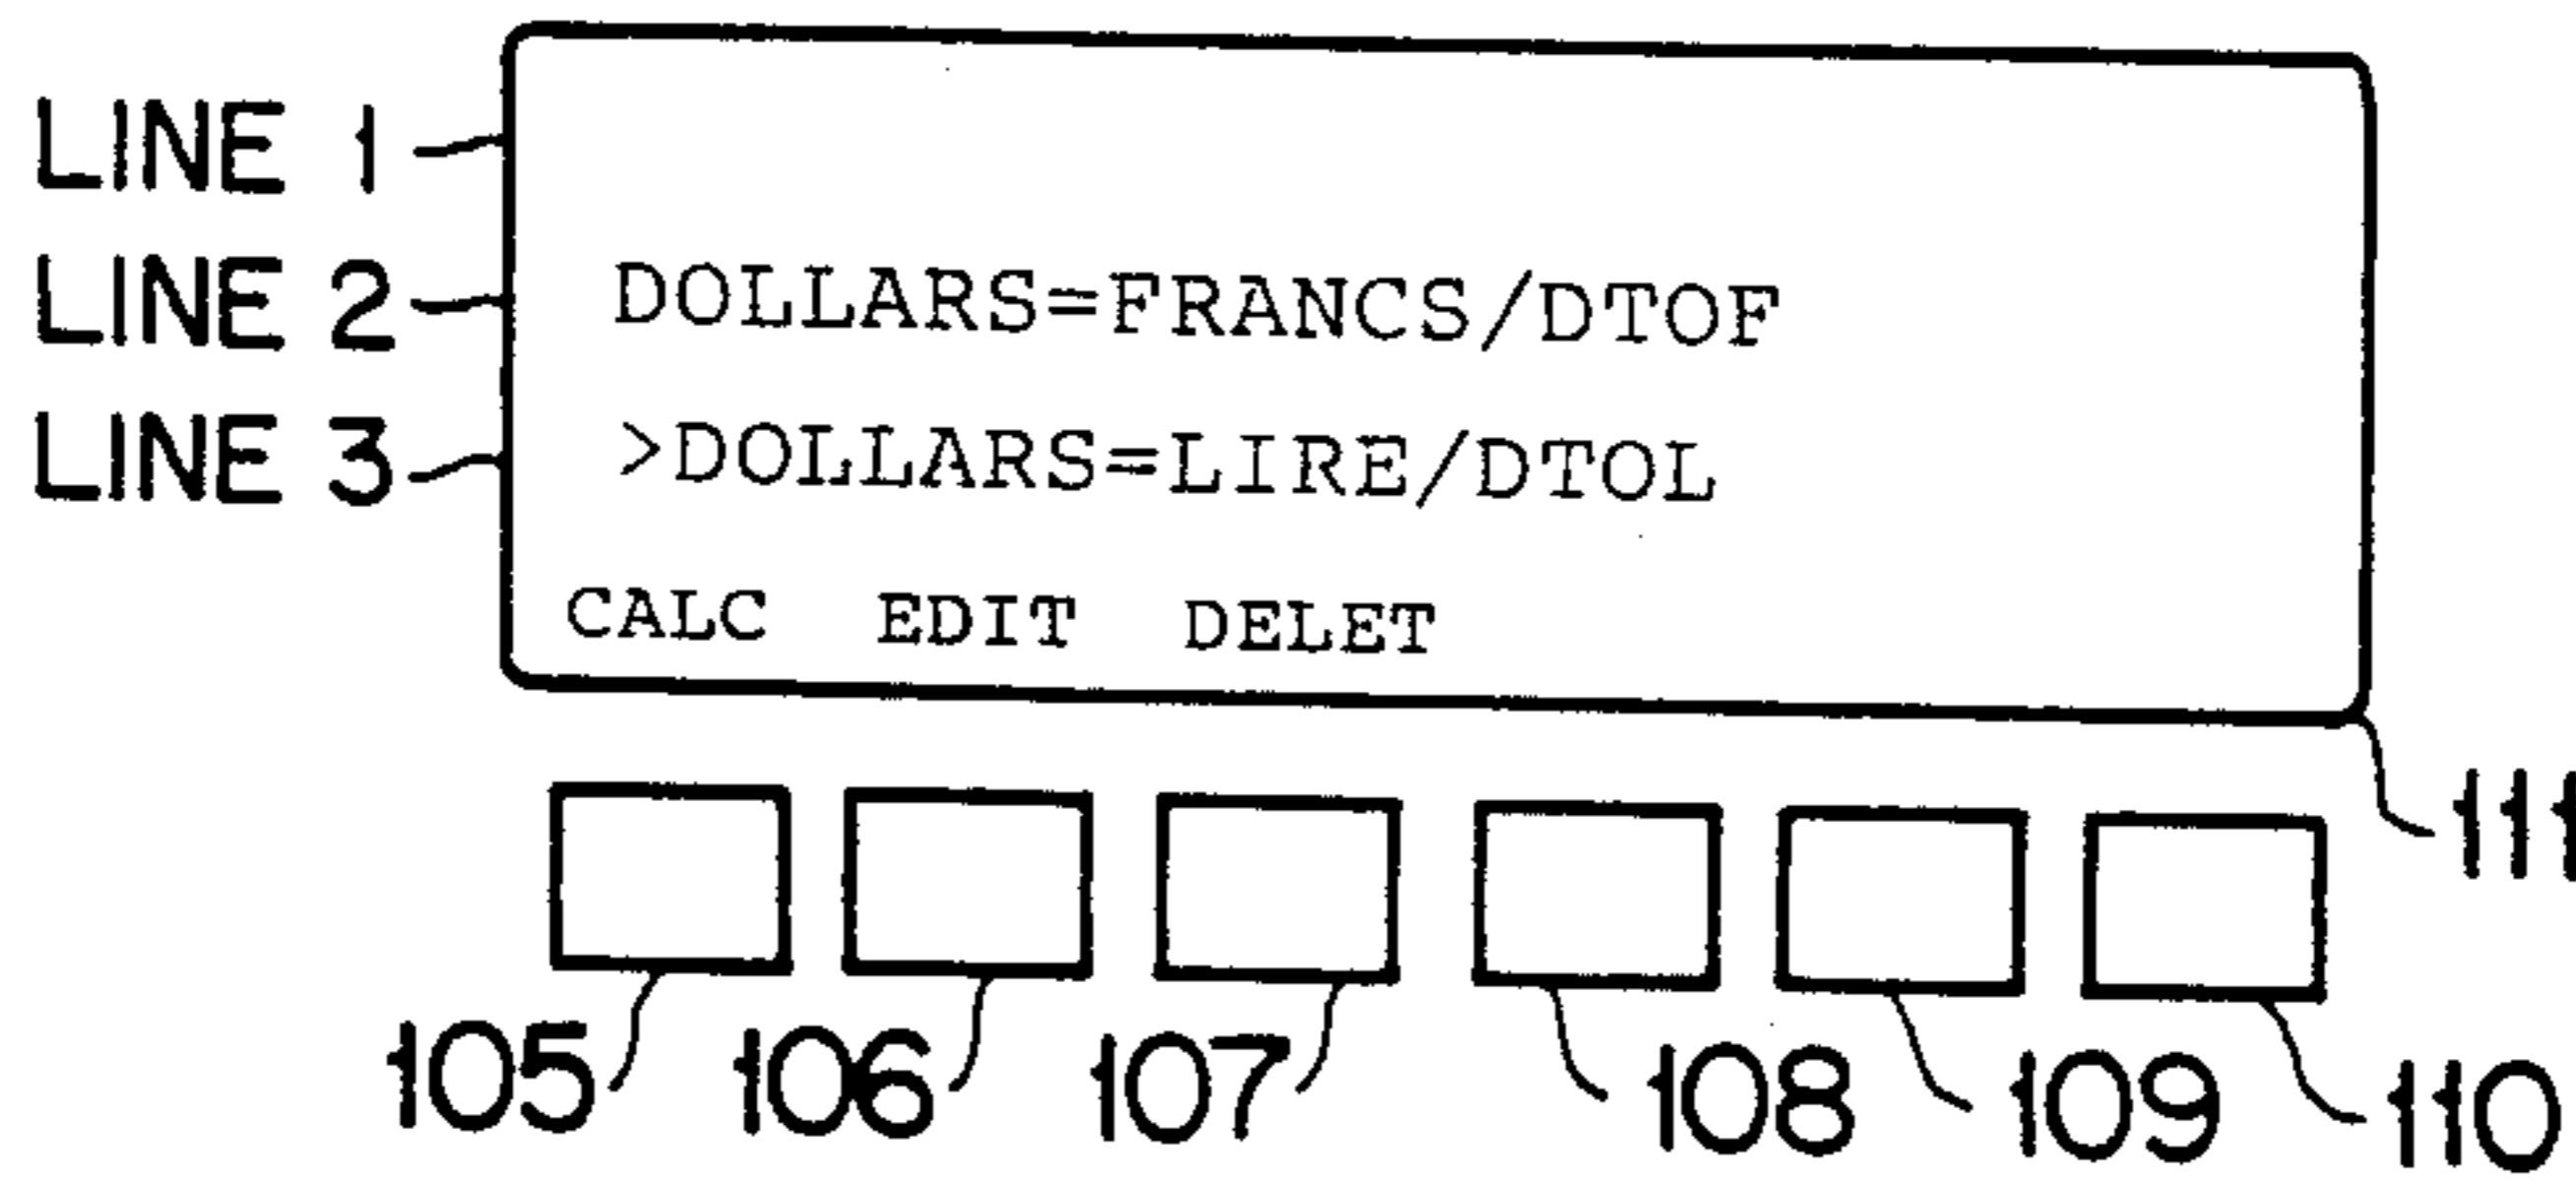 LINE 1
LINE 2 DOLLARS=FRANCS/DTOF
LINE 3 >DOLLARS=LIRE/DTOL
CALC EDIT DELET
111
105 106 107 108 109 110